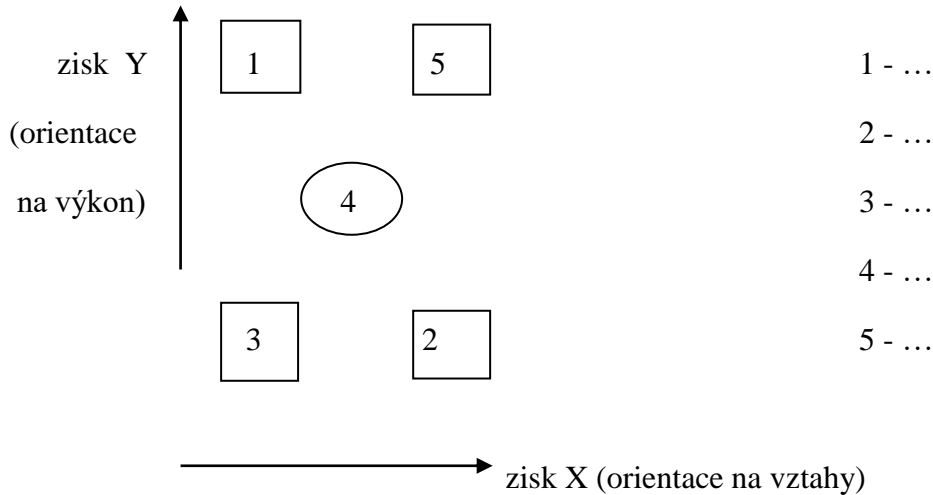 zisk Y 1 5 1 - …
(orientace 2 - …
na výkon) 4 3 - …
4 - …
3 2 5 - …
zisk X (orientace na vztahy)